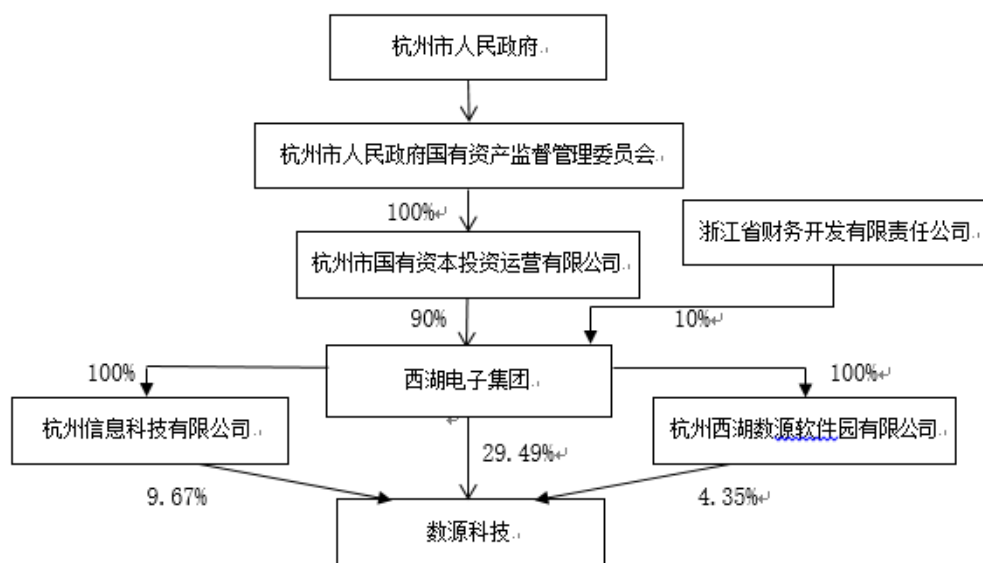 杭州市人民政府
杭州市人民政府国有资产监督管理委员会
100%
浙江省财务开发有限责任公司
杭州市国有资本投资运营有限公司
90%
10%
西湖电子集团
100%
100%
杭州信息科技有限公司
杭州西湖数源软件园有限公司
29.49%
9.67%
4.35%
数源科技